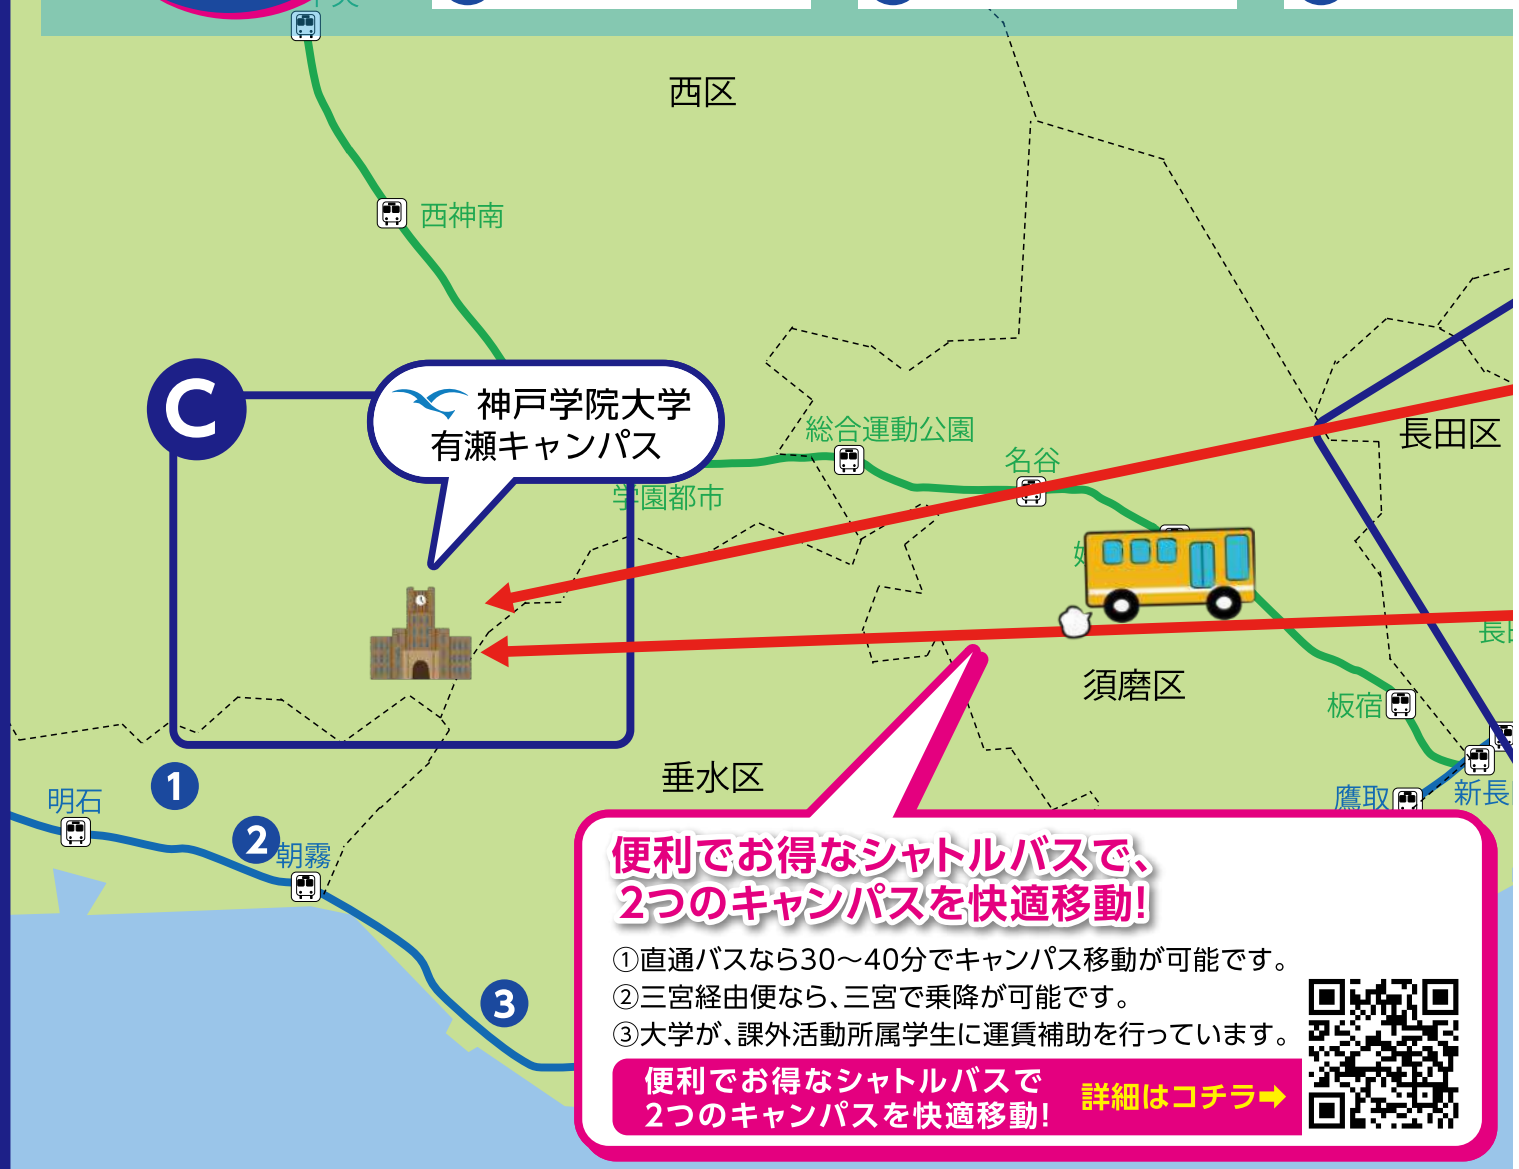 西区
西神南
C
神戸学院大学
有瀬キャンパス
総合運動公園
名谷
長田区
学園都市
須磨区
板宿
垂水区
1
明石
2
朝霧
鷹取
新長
3
便利でお得なシャトルバスで、
2つのキャンパスを快適移動!
①直通バスなら30〜40分でキャンパス移動が可能です。
②三宮経由便なら、三宮で乗降が可能です。
③大学が、課外活動所属学生に運賃補助を行っています。
便利でお得なシャトルバスで
2つのキャンパスを快適移動!
詳細はコチラ➡